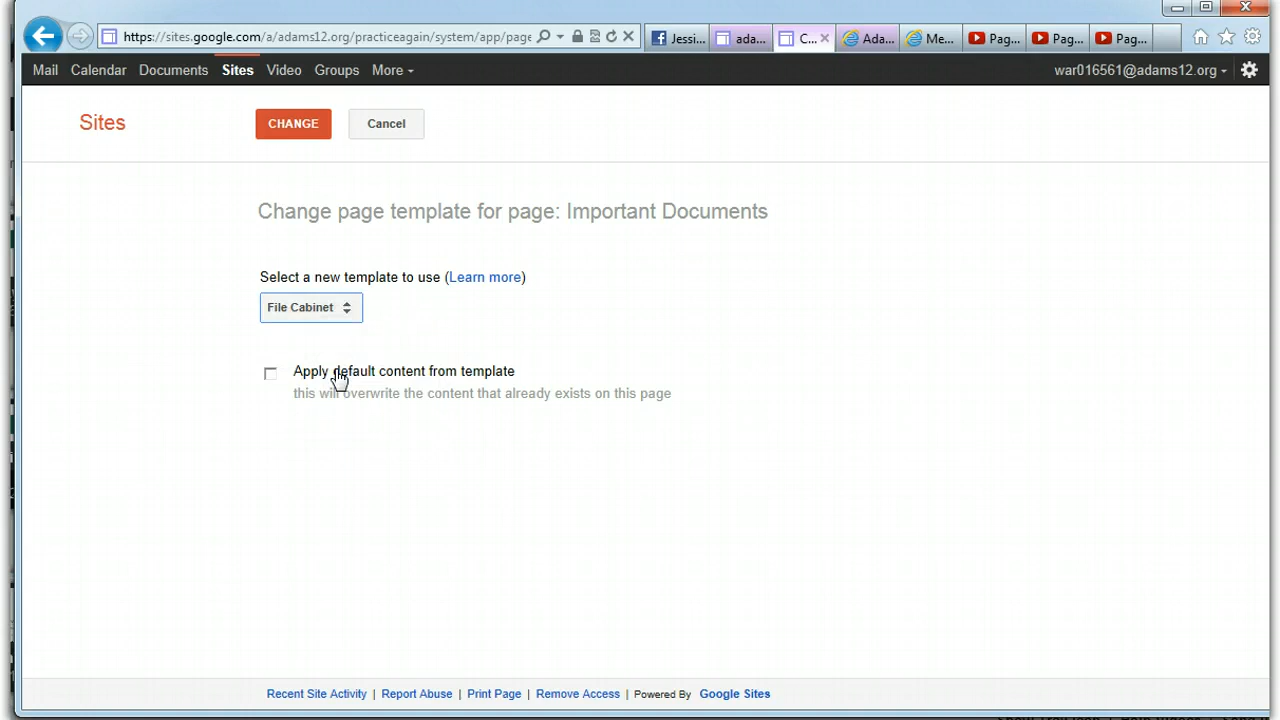 https://sites.google.com/a/adams12.org/practiceagain/system/app/page
Jessi...
ada...
C...
Ada...
Me...
Pag...
Pag...
Pag...
Mail Calendar Documents Sites Video Groups More
war016561@adams12.org
Sites CHANGE Cancel
Change page template for page: Important Documents
Select a new template to use (Learn more)
File Cabinet
Apply default content from template
this will overwrite the content that already exists on this page
Recent Site Activity | Report Abuse | Print Page | Remove Access | Powered By Google Sites